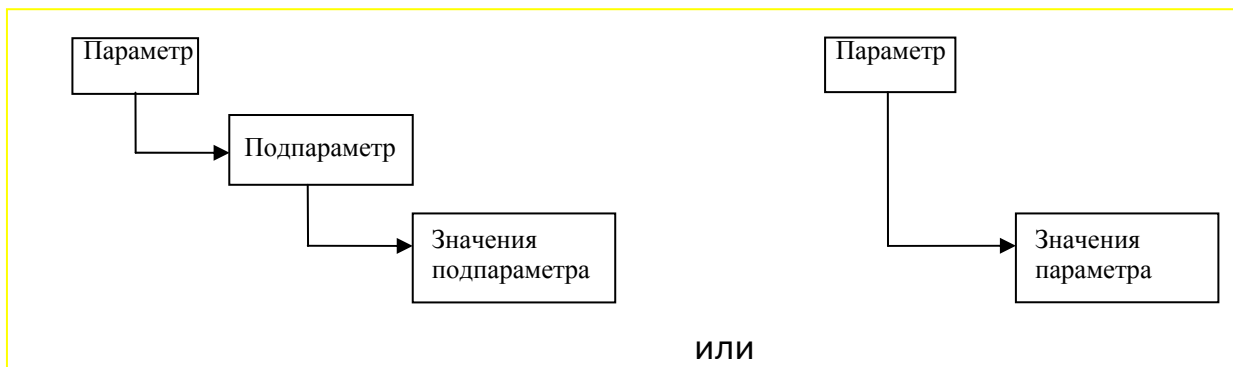 Параметр
Подпараметр
Значения
подпараметра
или
Параметр
Значения
параметра